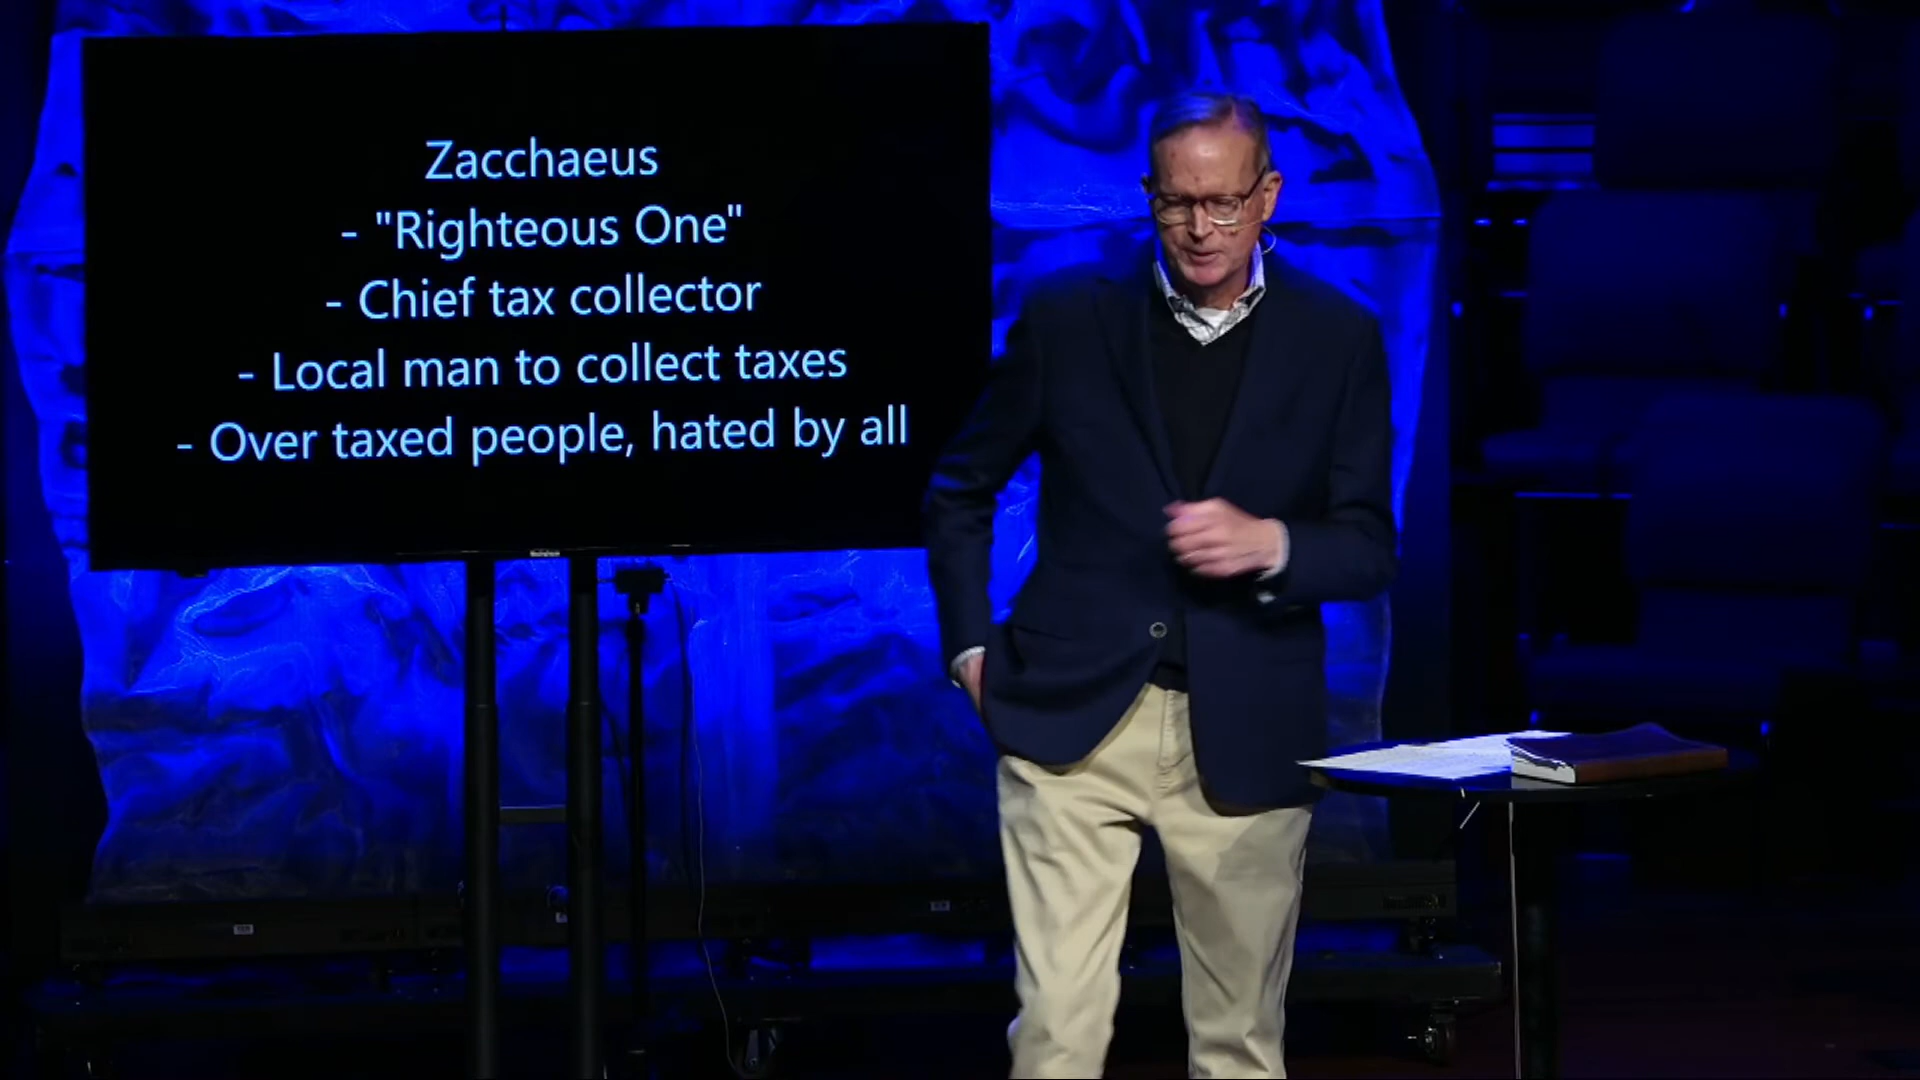 Zacchaeus
- "Righteous One"
- Chief tax collector
- Local man to collect taxes
- Over taxed people, hated by all